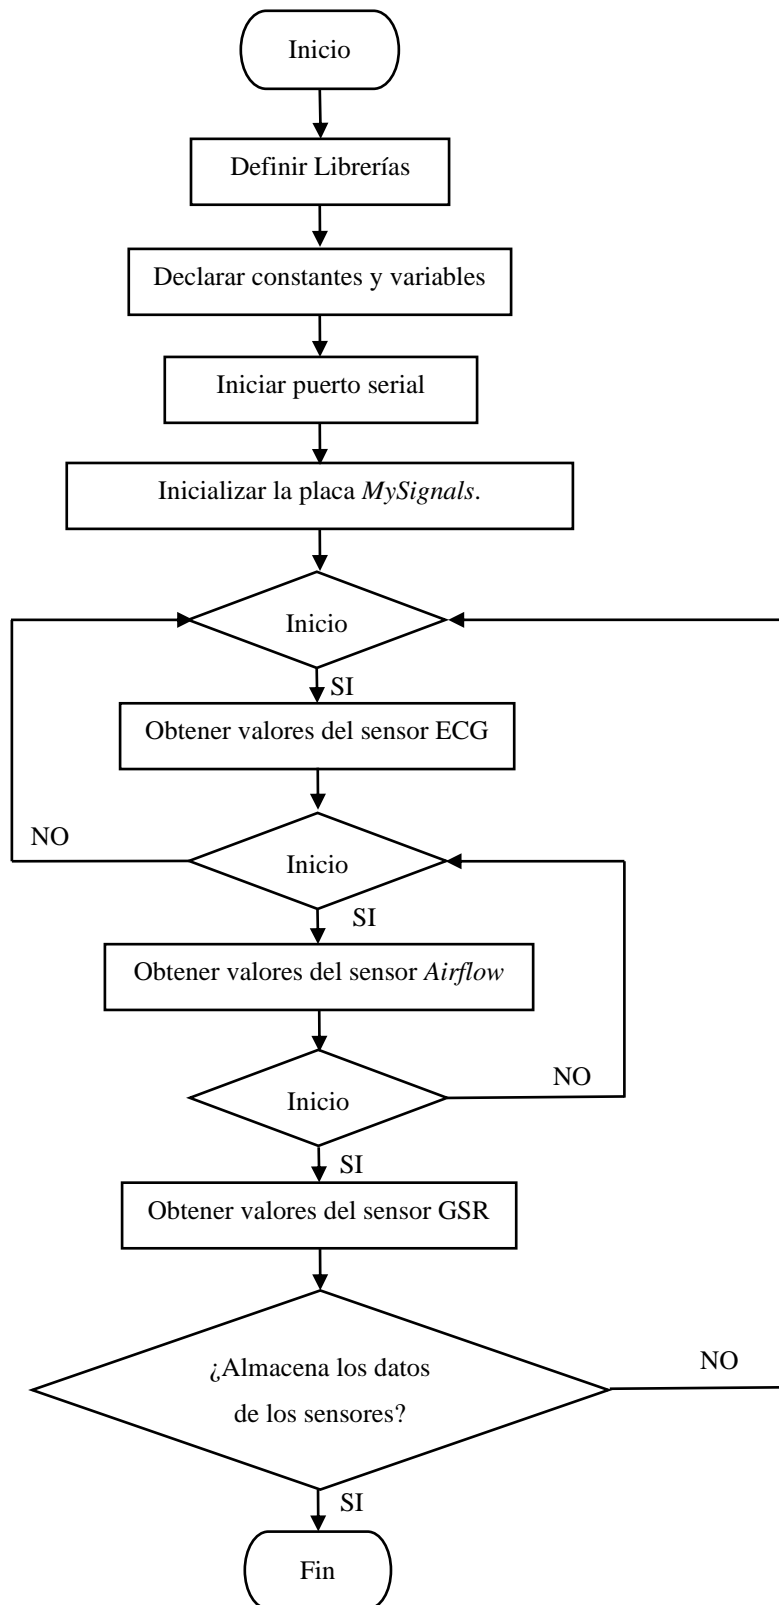 Inicio
Definir Librerías
Declarar constantes y variables
Iniciar puerto serial
Inicializar la placa MySignals.
Inicio
SI
Obtener valores del sensor ECG
NO
Inicio
SI
Obtener valores del sensor Airflow
NO
Inicio
SI
Obtener valores del sensor GSR
¿Almacena los datos
de los sensores?
NO
SI
Fin